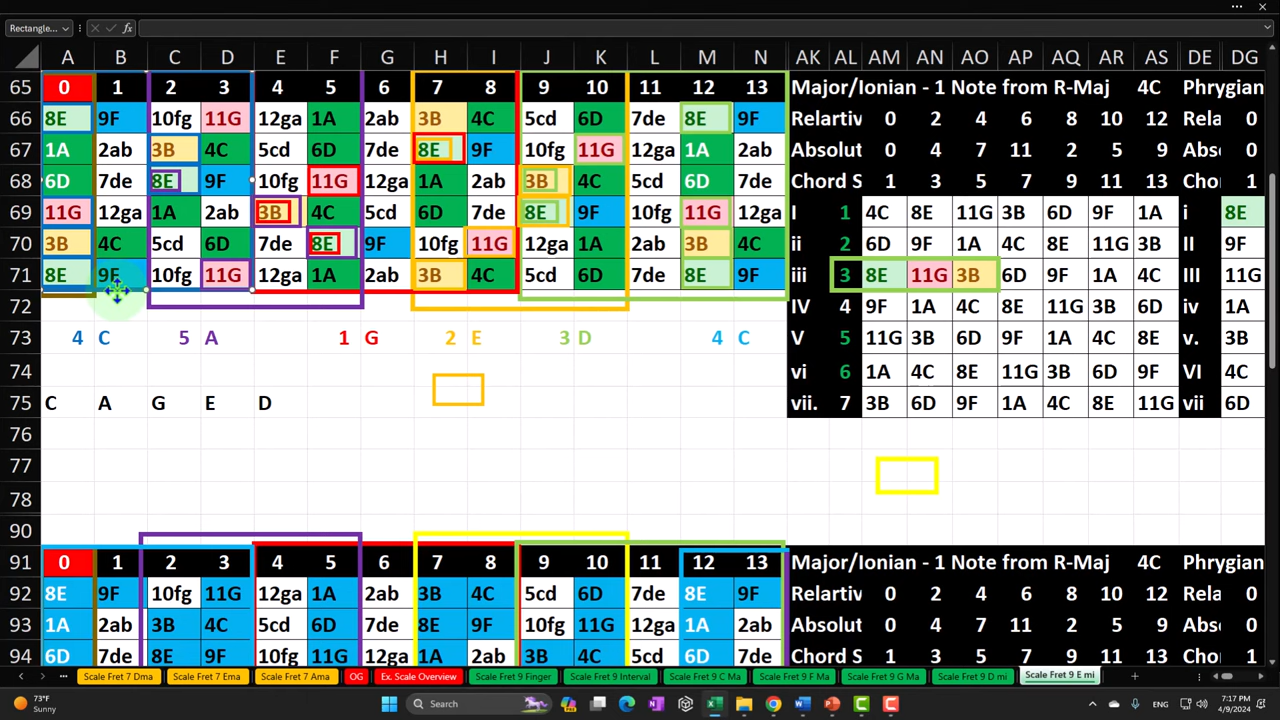 Rectangle...
fx
A B C D E F G H I J K L M N AK AL AM AN AO AP AQ AR AS DE DG
65 0 1 2 3 4 5 6 7 8 9 10 11 12 13 Major/Ionian - 1 Note from R-Maj 4C Phrygian
66 8E 9F 10fg 11G 12ga 1A 2ab 3B 4C 5cd 6D 7de 8E 9F Relartiv 0 2 4 6 8 10 12 Rela 0
67 1A 2ab 3B 4C 5cd 6D 7de 8E 9F 10fg 11G 12ga 1A 2ab Absolut 0 4 7 11 2 5 9 Abso 0
68 6D 7de 8E 9F 10fg 11G 12ga 1A 2ab 3B 4C 5cd 6D 7de Chord S 1 3 5 7 9 11 13 Cho 1
69 11G 12ga 1A 2ab 3B 4C 5cd 6D 7de 8E 9F 10fg 11G 12ga I 1 4C 8E 11G 3B 6D 9F 1A i 8E
70 3B 4C 5cd 6D 7de 8E 9F 10fg 11G 12ga 1A 2ab 3B 4C ii 2 6D 9F 1A 4C 8E 11G 3B II 9F
71 8E 9F 10fg 11G 12ga 1A 2ab 3B 4C 5cd 6D 7de 8E 9F iii 3 8E 11G 3B 6D 9F 1A 4C III 11G
72 IV 4 9F 1A 4C 8E 11G 3B 6D iv 1A
73 4 C 5 A 1 G 2 E 3 D 4 C V 5 11G 3B 6D 9F 1A 4C 8E v. 3B
74 vi 6 1A 4C 8E 11G 3B 6D 9F VI 4C
75 C A G E D vii. 7 3B 6D 9F 1A 4C 8E 11G vii 6D
76
77
78
90
91 0 1 2 3 4 5 6 7 8 9 10 11 12 13 Major/Ionian - 1 Note from R-Maj 4C Phrygian
92 8E 9F 10fg 11G 12ga 1A 2ab 3B 4C 5cd 6D 7de 8E 9F Relartiv 0 2 4 6 8 10 12 Rela 0
93 1A 2ab 3B 4C 5cd 6D 7de 8E 9F 10fg 11G 12ga 1A 2ab Absolut 0 4 7 11 2 5 9 Abso 0
94 6D 7de 8E 9F 10fg 11G 12ga 1A 2ab 3B 4C 5cd 6D 7de Chord S 1 3 5 7 9 11 13 Cho 1
Scale Fret 7 Dma Scale Fret 7 Ema Scale Fret 7 Ama OG Ex. Scale Overview Scale Fret 9 Finger Scale Fret 9 Interval Scale Fret 9 C Ma Scale Fret 9 F Ma Scale Fret 9 G Ma Scale Fret 9 D mi Scale Fret 9 E mi
73°F
Sunny
Search
7:17 PM
4/9/2024